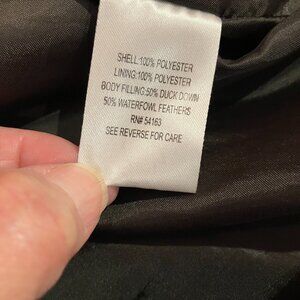 SHELL:100% POLYESTER
LINING:100% POLYESTER
BODY FILLING:50% DUCK DOWN
50% WATERFOWL FEATHERS
RN# 54163
SEE REVERSE FOR CARE